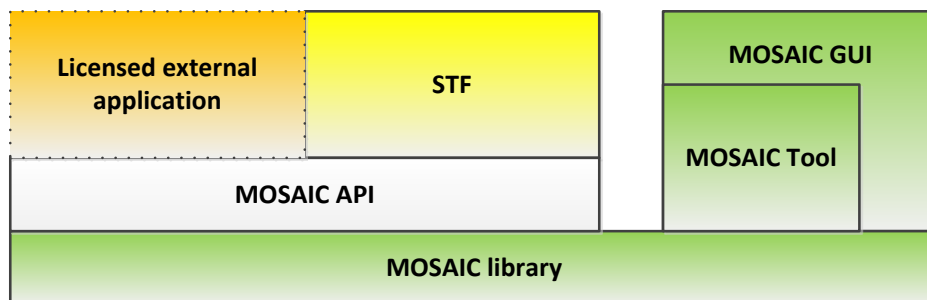 Licensed external
application
STF
MOSAIC GUI
MOSAIC Tool
MOSAIC API
MOSAIC library